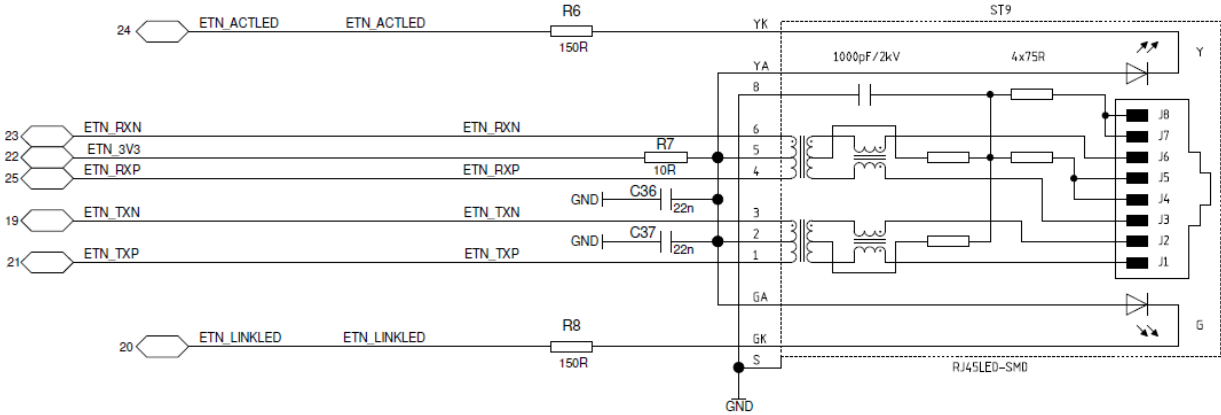 ST9
R6
24 ETN_ACTLED ETN_ACTLED YK
150R
YA 1000pF/2kV 4x75R Y
8
J8
23 ETN_RXN ETN_RXN 6 J7
22 ETN_3V3 R7 5 J6
25 ETN_RXP ETN_RXP 10R 4 J5
GND C36 22n J4
19 ETN_TXN ETN_TXN 3 J3
GND C37 22n 2 J2
21 ETN_TXP ETN_TXP 1 J1
GA
R8 G
20 ETN_LINKLED ETN_LINKLED GK
150R S
RJ45LED-SMD
GND